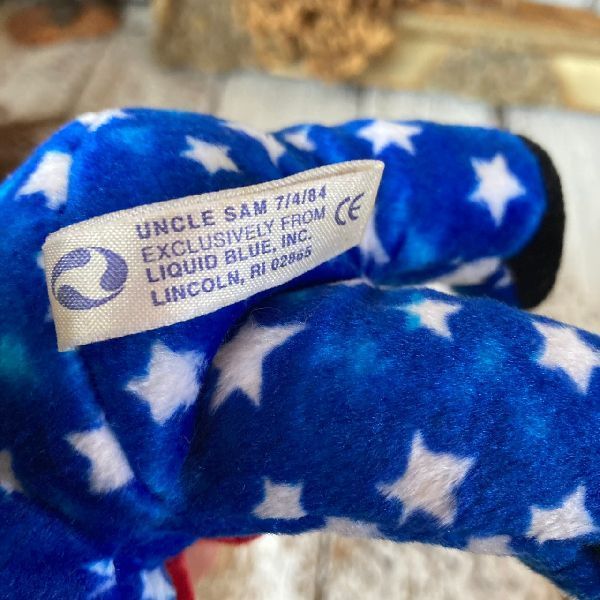 UNCLE SAM 7/4/84
EXCLUSIVELY FROM
LIQUID BLUE, INC.
LINCOLN, RI 02865
CE